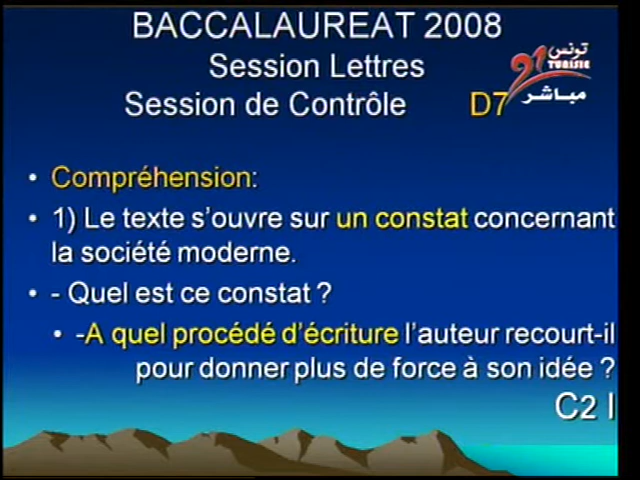 BACCALAUREAT 2008
Session Lettres
Session de Contrôle D7
تونس
21
TUNISIE
مباشر
• Compréhension:
• 1) Le texte s’ouvre sur un constat concernant
la société moderne.
• - Quel est ce constat ?
• -A quel procédé d’écriture l’auteur recourt-il
pour donner plus de force à son idée ?
C2 I